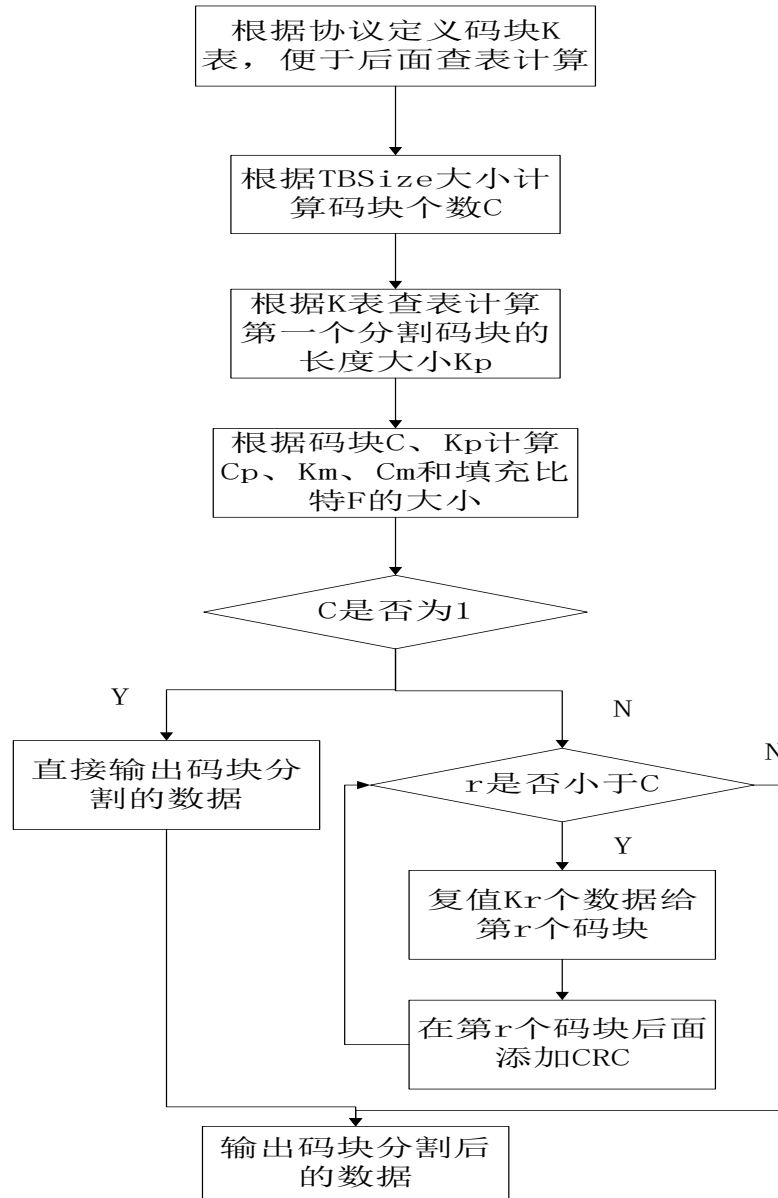 根据协议定义码块K
表，便于后面查表计算
根据TBSize大小计
算码块个数C
根据K表查表计算
第一个分割码块的
长度大小Kp
根据码块C、Kp计算
Cp、Km、Cm和填充比
特F的大小
C是否为1
Y
N
直接输出码块分
割的数据
r是否小于C
N
Y
复值Kr个数据给
第r个码块
在第r个码块后面
添加CRC
输出码块分割后
的数据